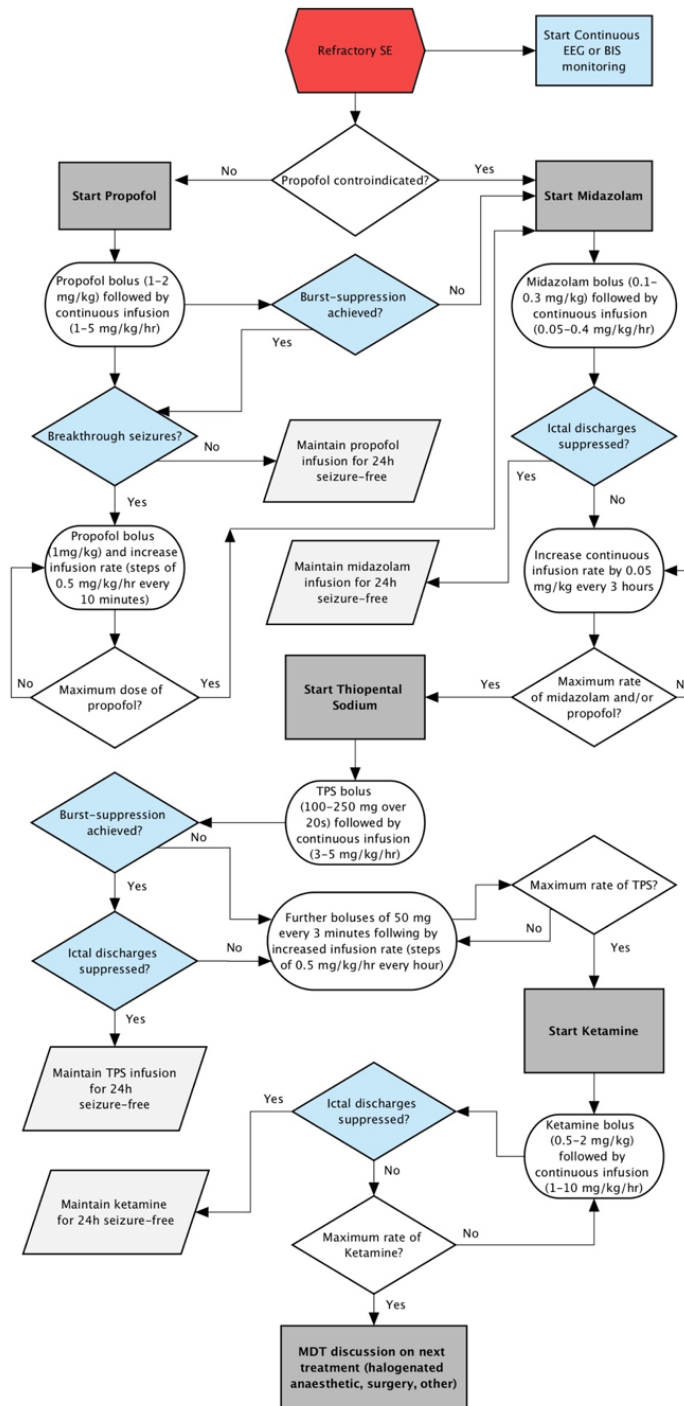 Refractory SE
Start Continuous
EEG or BIS
monitoring
Propofol controindicated?
No
Yes
Start Propofol
Start Midazolam
Propofol bolus (1-2
mg/kg) followed by
continuous infusion
(1-5 mg/kg/hr)
Burst-suppression
achieved?
No
Yes
Midazolam bolus (0.1-
0.3 mg/kg) followed by
continuous infusion
(0.05-0.4 mg/kg/hr)
Breakthrough seizures?
No
Yes
Maintain propofol
infusion for 24h
seizure-free
Ictal discharges
suppressed?
Yes
No
Propofol bolus
(1mg/kg) and increase
infusion rate (steps
of 0.5 mg/kg/hr every
10 minutes)
Maintain midazolam
infusion for 24h
seizure-free
Increase continuous
infusion rate by 0.05
mg/kg every 3 hours
No
Maximum dose of
propofol?
Yes
Start Thiopental
Sodium
Yes
Maximum rate
of midazolam and/or
propofol?
TPS bolus
(100-250 mg over
20s) followed by
continuous infusion
(3-5 mg/kg/hr)
Burst-suppression
achieved?
No
Yes
Further boluses of 50 mg
every 3 minutes follwing by
increased infusion rate (steps
of 0.5 mg/kg/hr every hour)
Maximum rate of TPS?
No
Yes
Ictal discharges
suppressed?
No
Yes
Maintain TPS infusion
for 24h
seizure-free
Start Ketamine
Ketamine bolus
(0.5-2 mg/kg)
followed by
continuous infusion
(1-10 mg/kg/hr)
Ictal discharges
suppressed?
Yes
No
Maintain ketamine
for 24h seizure-free
Maximum rate of
Ketamine?
No
Yes
MDT discussion on next
treatment (halogenated
anaesthetic, surgery, other)